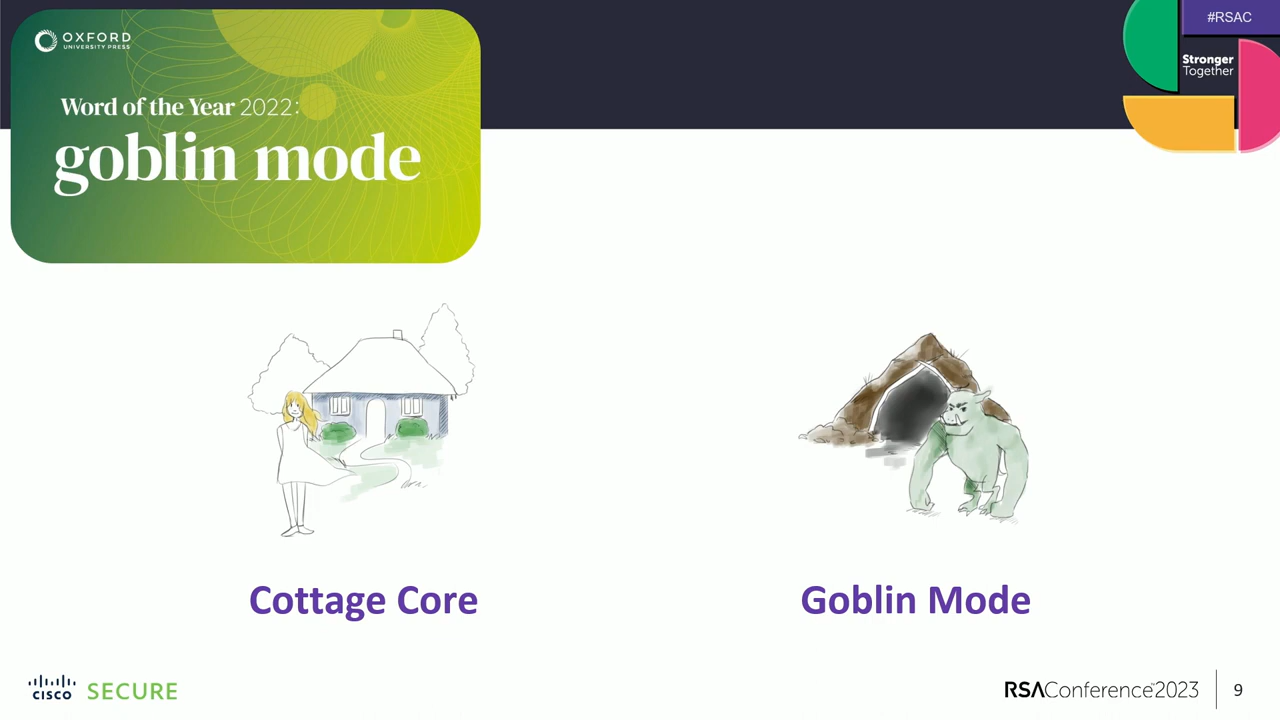 OXFORD
UNIVERSITY PRESS
Word of the Year 2022:
goblin mode
#RSAC
Stronger
Together
Cottage Core
Goblin Mode
CISCO SECURE
RSAConference™2023
9